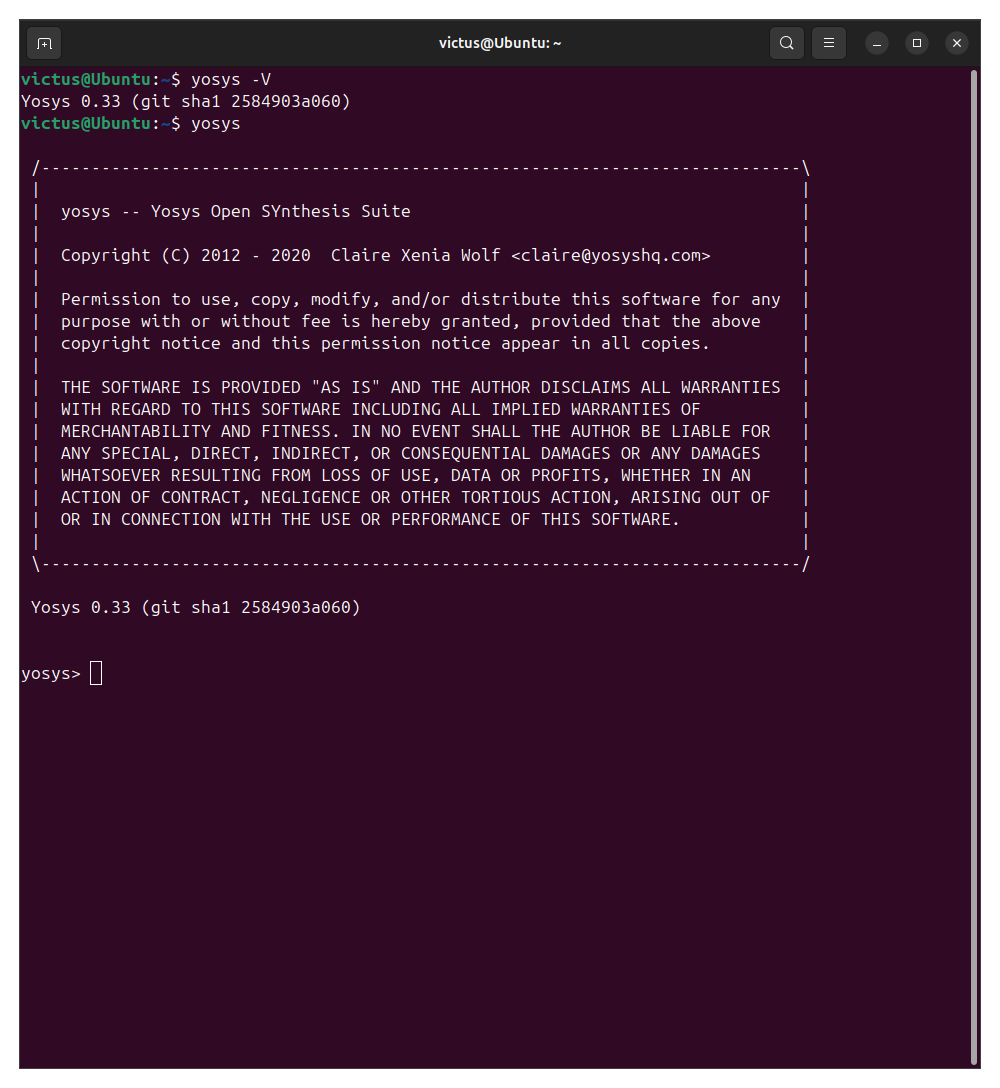 victus@Ubuntu: ~
victus@Ubuntu:~$ yosys -V
Yosys 0.33 (git sha1 2584903a060)
victus@Ubuntu:~$ yosys
/----------------------------------------------------------------------------\
|                                                                            |
|  yosys -- Yosys Open SYnthesis Suite                                       |
|                                                                            |
|  Copyright (C) 2012 - 2020  Claire Xenia Wolf <claire@yosyshq.com>         |
|                                                                            |
|  Permission to use, copy, modify, and/or distribute this software for any  |
|  purpose with or without fee is hereby granted, provided that the above    |
|  copyright notice and this permission notice appear in all copies.         |
|                                                                            |
|  THE SOFTWARE IS PROVIDED "AS IS" AND THE AUTHOR DISCLAIMS ALL WARRANTIES  |
|  WITH REGARD TO THIS SOFTWARE INCLUDING ALL IMPLIED WARRANTIES OF          |
|  MERCHANTABILITY AND FITNESS. IN NO EVENT SHALL THE AUTHOR BE LIABLE FOR   |
|  ANY SPECIAL, DIRECT, INDIRECT, OR CONSEQUENTIAL DAMAGES OR ANY DAMAGES    |
|  WHATSOEVER RESULTING FROM LOSS OF USE, DATA OR PROFITS, WHETHER IN AN     |
|  ACTION OF CONTRACT, NEGLIGENCE OR OTHER TORTIOUS ACTION, ARISING OUT OF   |
|  OR IN CONNECTION WITH THE USE OR PERFORMANCE OF THIS SOFTWARE.            |
|                                                                            |
\----------------------------------------------------------------------------/
Yosys 0.33 (git sha1 2584903a060)
yosys>